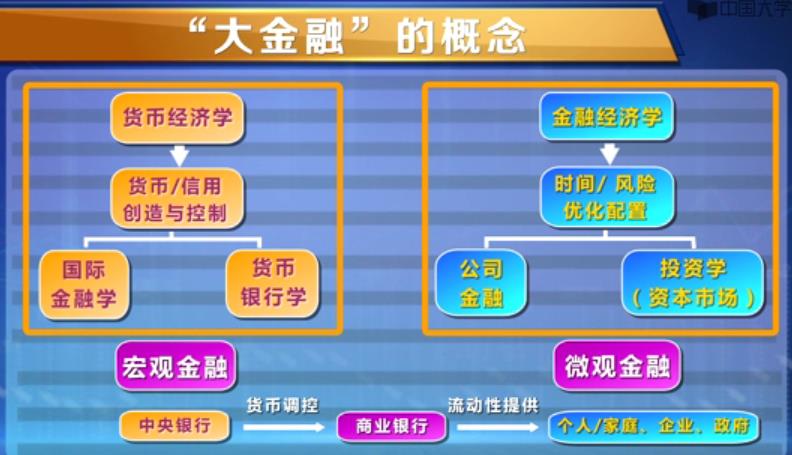 “大金融”的概念
中国大学
货币经济学
货币/信用
创造与控制
国际
金融学
货币
银行学
宏观金融
金融经济学
时间/ 风险
优化配置
公司
金融
投资学
（资本市场）
微观金融
中央银行
货币调控
商业银行
流动性提供
个人/家庭、企业、政府